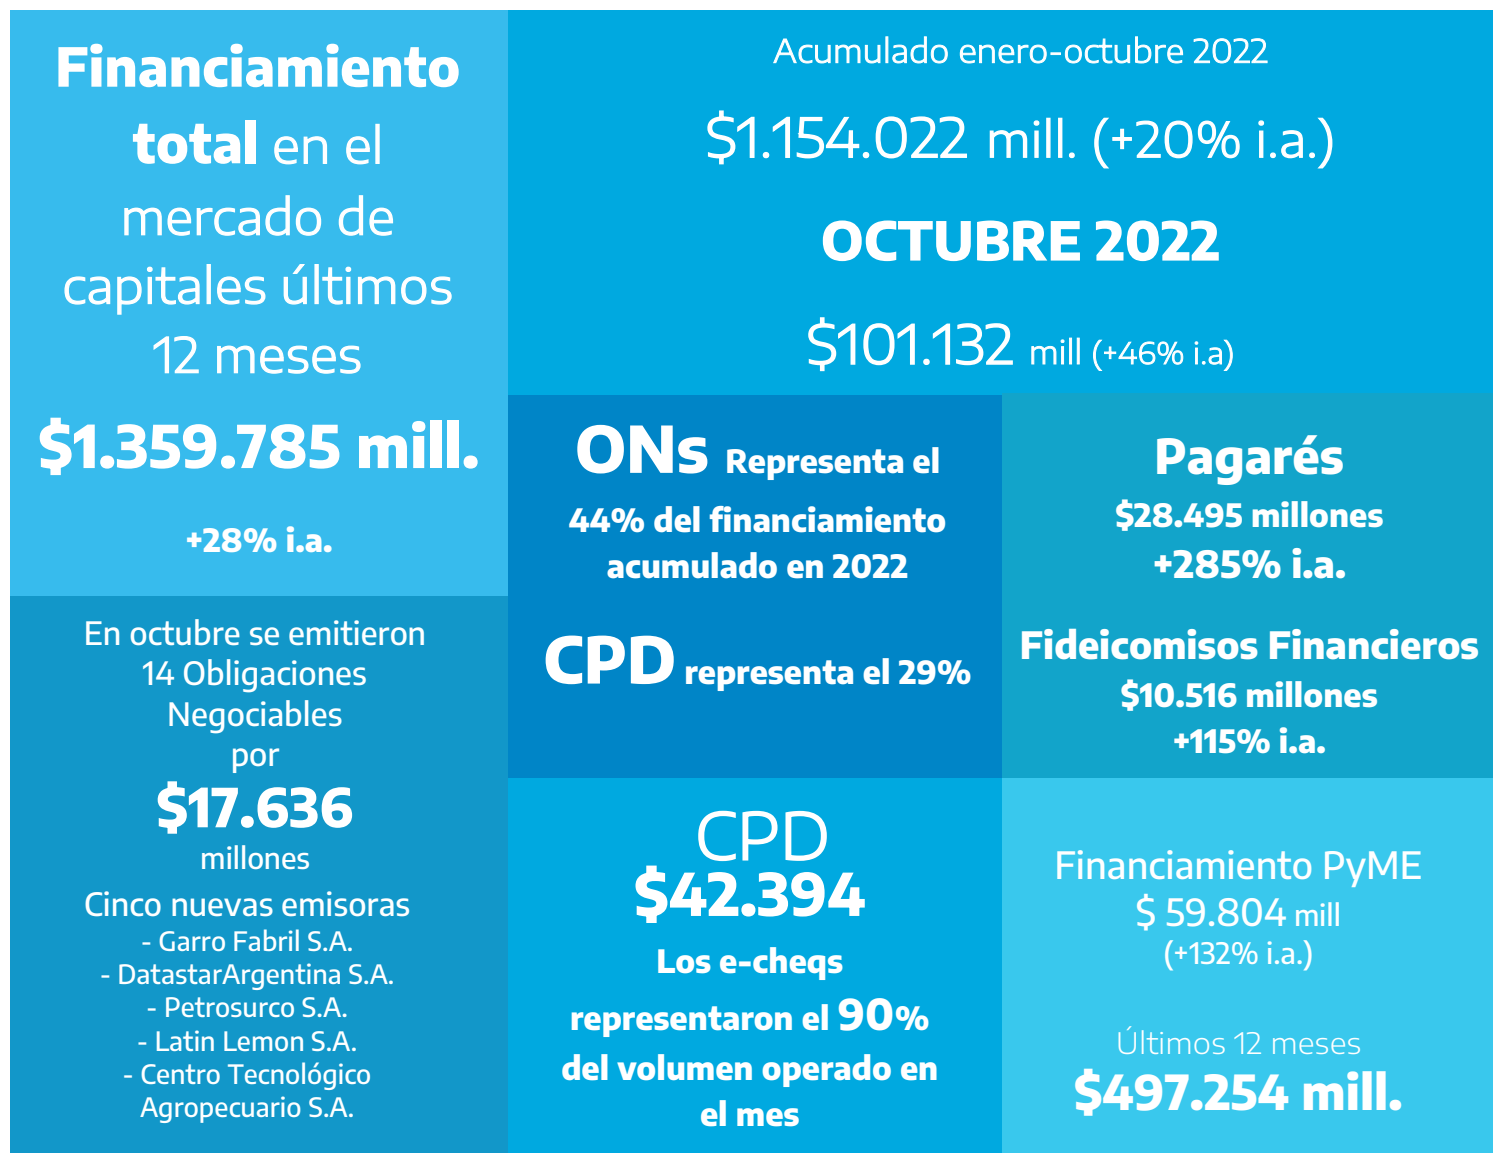 Financiamiento
total en el
mercado de
capitales últimos
12 meses
$1.359.785 mill.
+28% i.a.
Acumulado enero-octubre 2022
$1.154.022 mill. (+20% i.a.)
OCTUBRE 2022
$101.132 mill (+46% i.a)
ONs Representa el
44% del financiamiento
acumulado en 2022
CPD representa el 29%
Pagarés
$28.495 millones
+285% i.a.
Fideicomisos Financieros
$10.516 millones
+115% i.a.
En octubre se emitieron
14 Obligaciones
Negociables
por
$17.636
millones
Cinco nuevas emisoras
- Garro Fabril S.A.
- DatastarArgentina S.A.
- Petrosurco S.A.
- Latin Lemon S.A.
- Centro Tecnológico
Agropecuario S.A.
CPD
$42.394
Los e-cheqs
representaron el 90%
del volumen operado en
el mes
Financiamiento PyME
$ 59.804 mill
(+132% i.a.)
Últimos 12 meses
$497.254 mill.